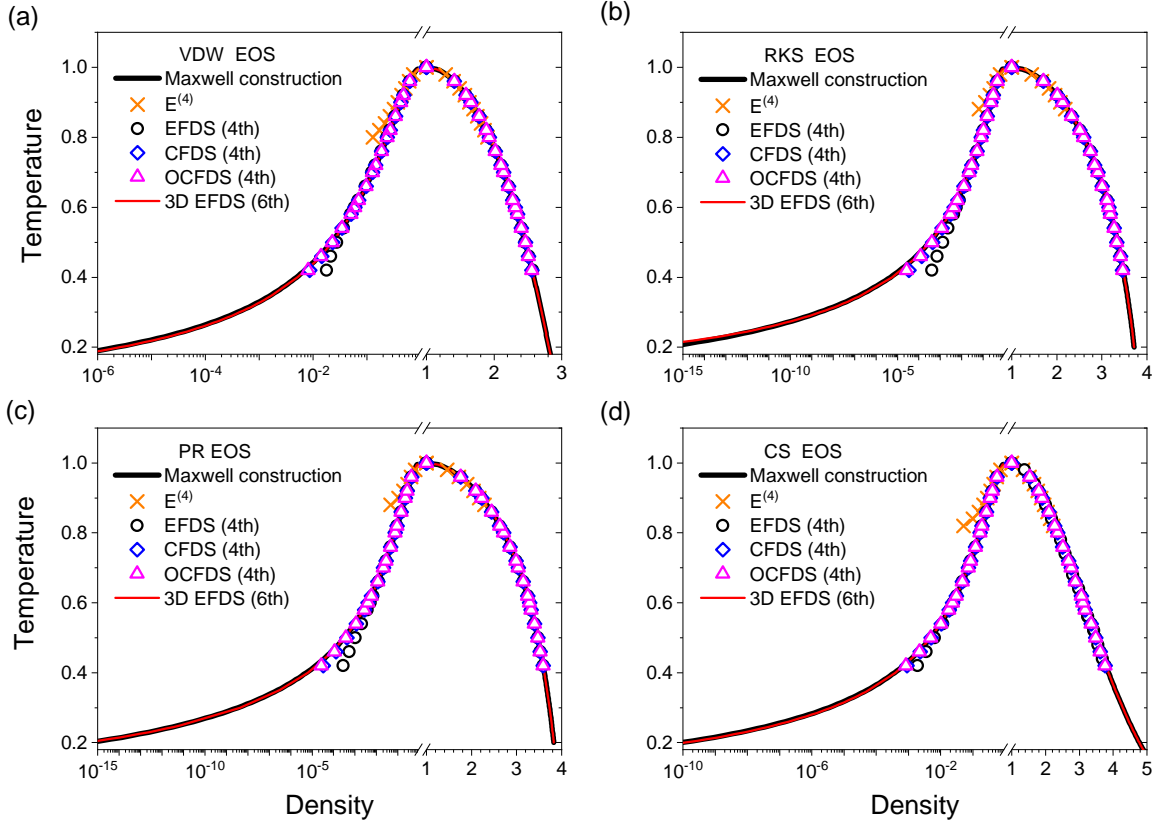 (a)
VDW EOS
Maxwell construction
E(4)
EFDS (4th)
CFDS (4th)
OCFDS (4th)
3D EFDS (6th)
Temperature
1.0
0.8
0.6
0.4
0.2
10-6 10-4 10-2 1 2 3
(b)
RKS EOS
Maxwell construction
E(4)
EFDS (4th)
CFDS (4th)
OCFDS (4th)
3D EFDS (6th)
1.0
0.8
0.6
0.4
0.2
10-15 10-10 10-5 1 2 3 4
(c)
PR EOS
Maxwell construction
E(4)
EFDS (4th)
CFDS (4th)
OCFDS (4th)
3D EFDS (6th)
Temperature
1.0
0.8
0.6
0.4
0.2
10-15 10-10 10-5 1 2 3 4
Density
(d)
CS EOS
Maxwell construction
E(4)
EFDS (4th)
CFDS (4th)
OCFDS (4th)
3D EFDS (6th)
1.0
0.8
0.6
0.4
0.2
10-10 10-6 10-2 1 2 3 4 5
Density